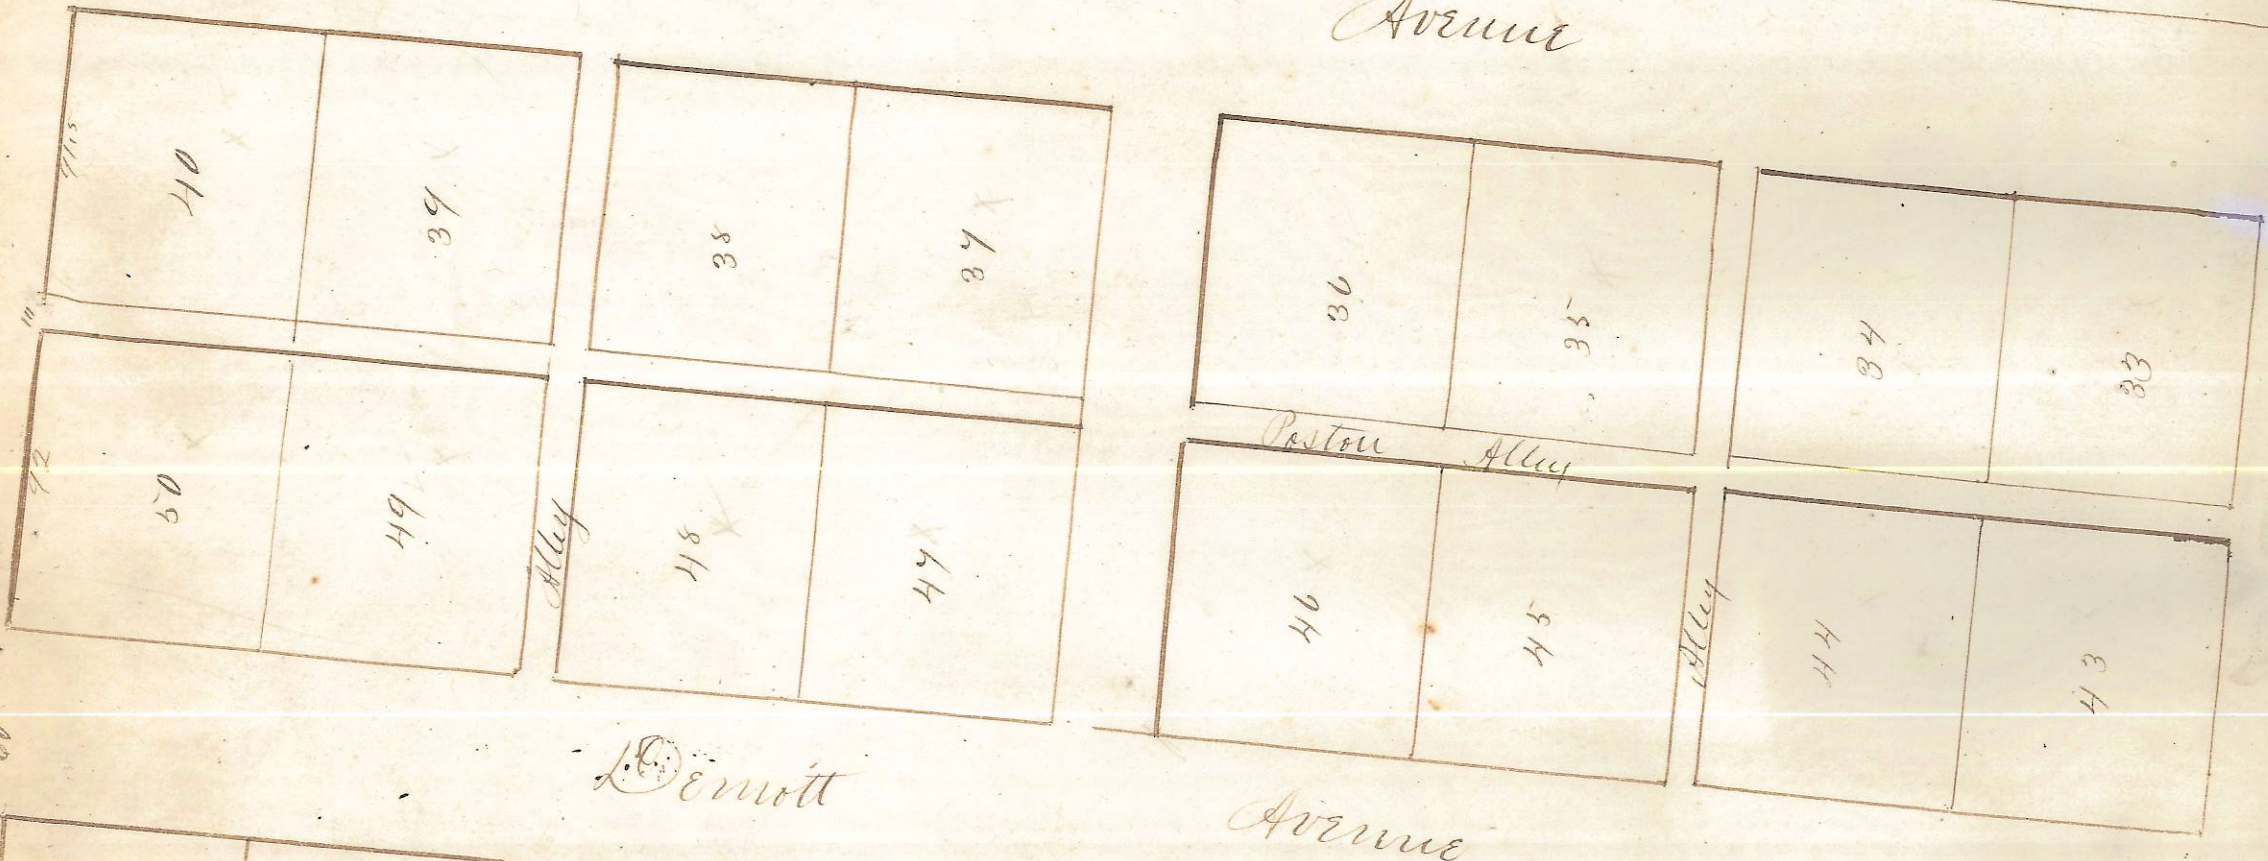 Avenue
40 39 38 37 36 35 34 33
Poston Alley
50 49 Alley 48 47 46 45 Alley 44 43
Dermott Avenue